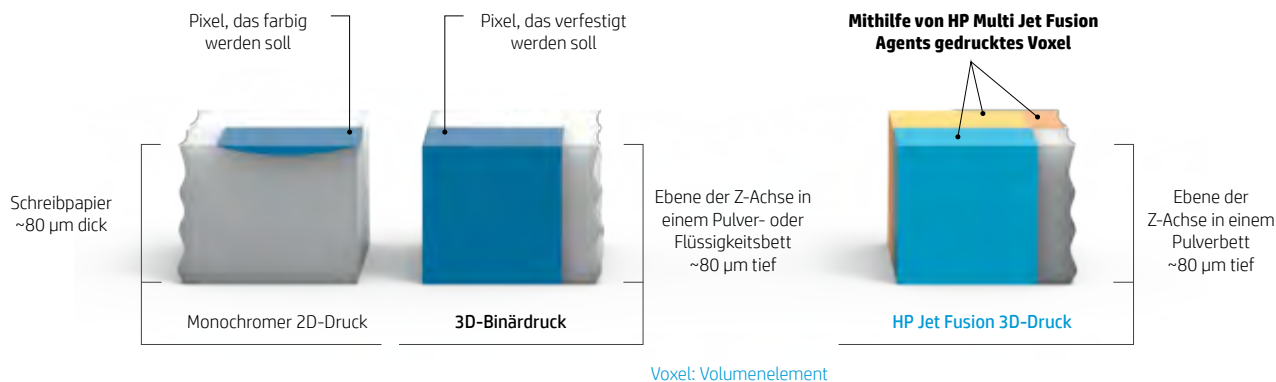 Pixel, das farbig
werden soll
Pixel, das verfestigt
werden soll
Mithilfe von HP Multi Jet Fusion
Agents gedrucktes Voxel
Schreibpapier
~80 µm dick
Ebene der Z-Achse in
einem Pulver- oder
Flüssigkeitsbett
~80 µm tief
Ebene der
Z-Achse in einem
Pulverbett
~80 µm tief
Monochromer 2D-Druck
3D-Binärdruck
HP Jet Fusion 3D-Druck
Voxel: Volumenelement